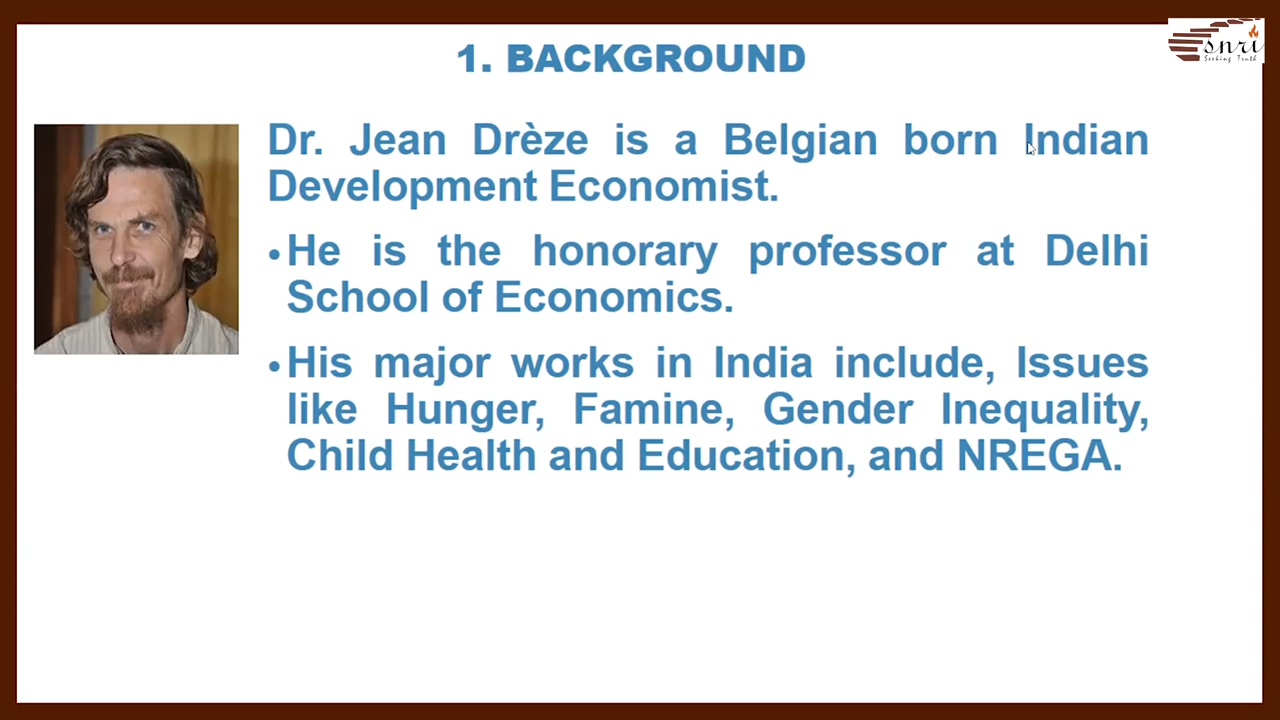 1. BACKGROUND
snri
Seeking Truth
Dr. Jean Drèze is a Belgian born Indian
Development Economist.
•He is the honorary professor at Delhi
School of Economics.
•His major works in India include, Issues
like Hunger, Famine, Gender Inequality,
Child Health and Education, and NREGA.